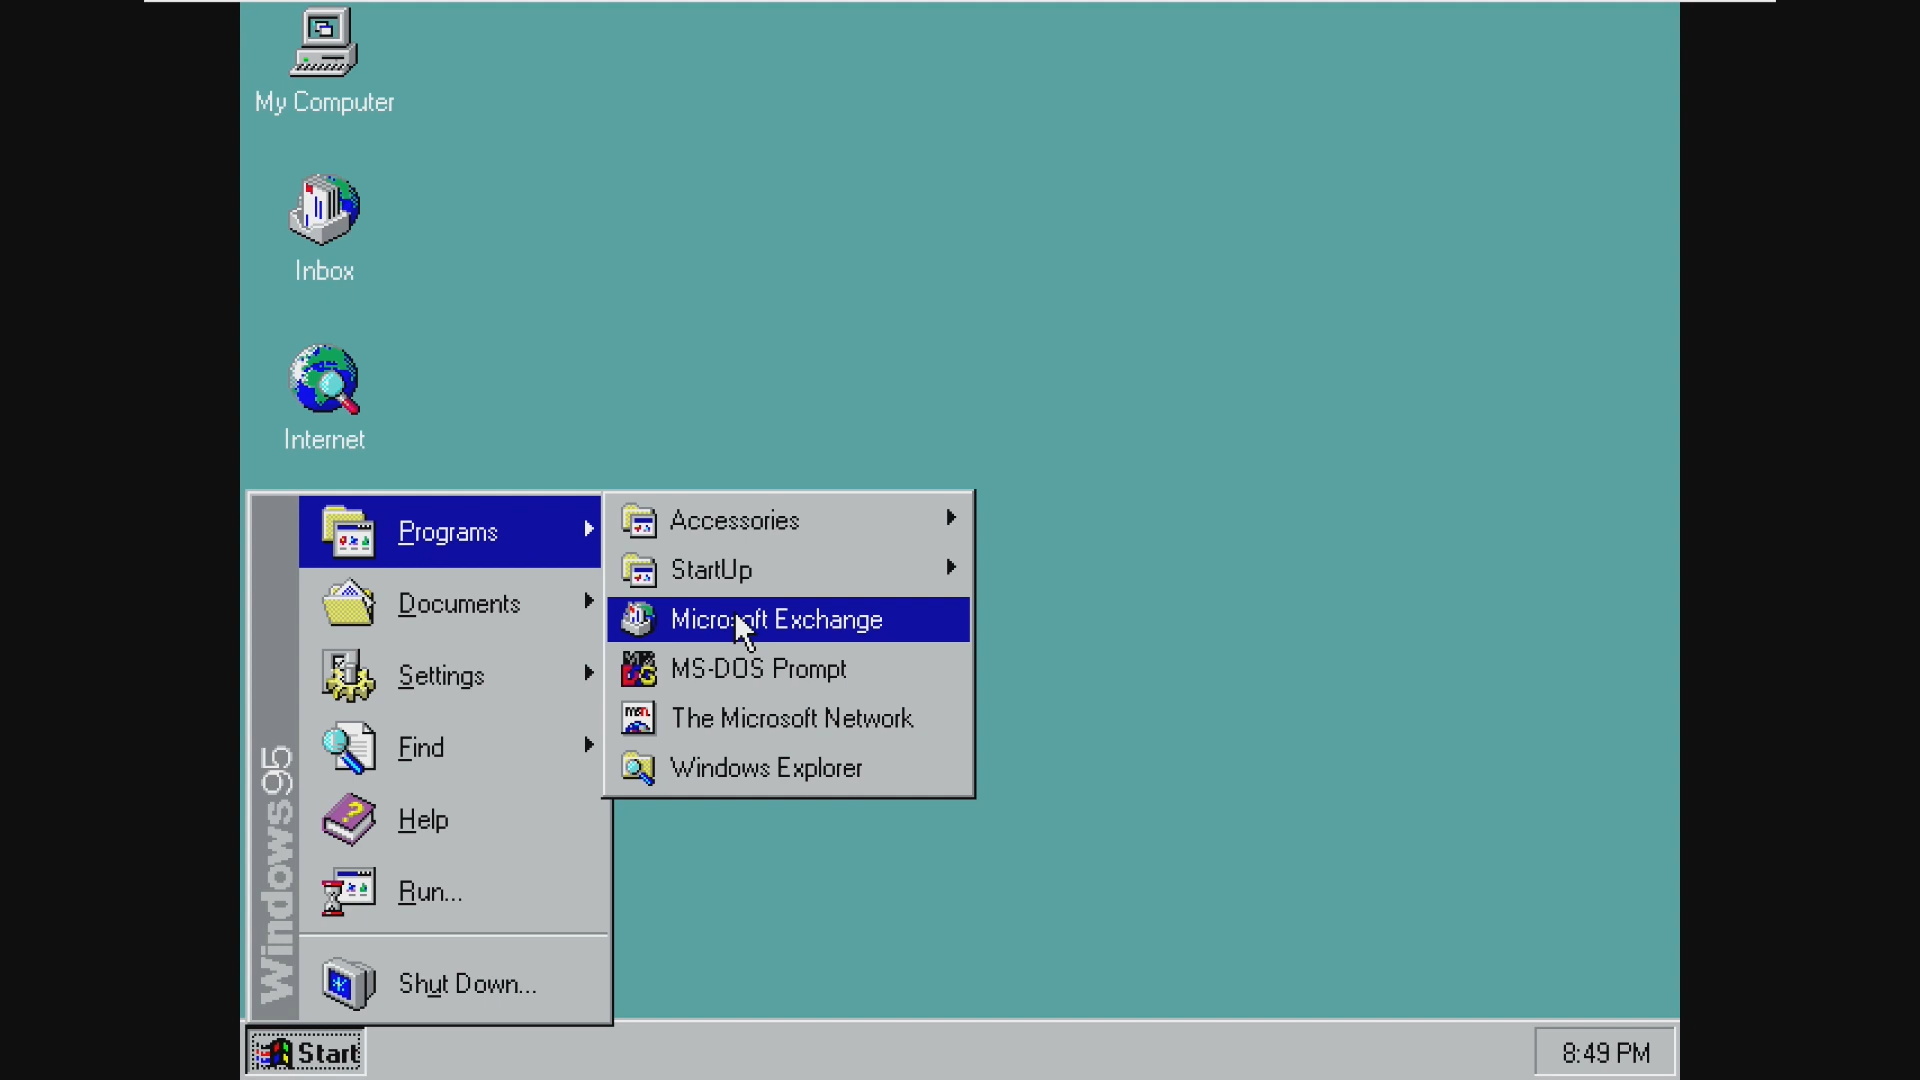 My Computer
Inbox
Internet
Programs
Documents
Settings
Find
Help
Run...
Shut Down...
Windows95
Accessories
StartUp
Microsoft Exchange
MS-DOS Prompt
The Microsoft Network
Windows Explorer
Start
8:49 PM